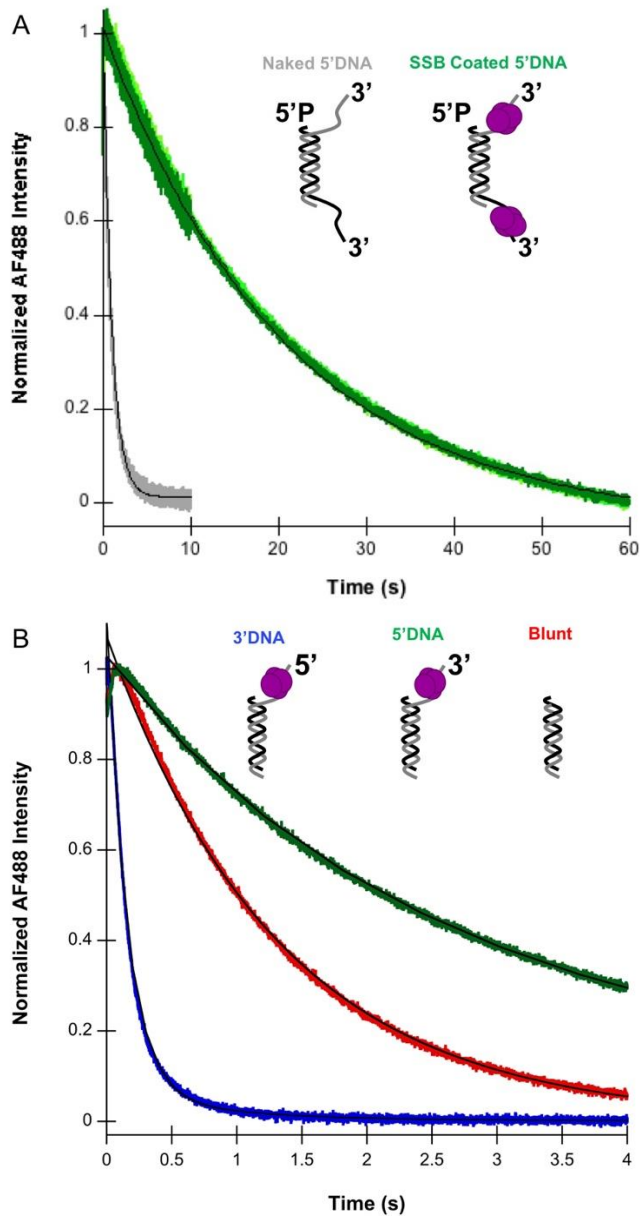 A
Naked 5'DNA SSB Coated 5'DNA
5'P 3' 5'P 3'
3' 3'
Normalized AF488 Intensity
1
0.8
0.6
0.4
0.2
0
0 10 20 30 40 50 60
Time (s)
B
3'DNA 5'DNA Blunt
5' 3'
Normalized AF488 Intensity
1
0.8
0.6
0.4
0.2
0
0 0.5 1 1.5 2 2.5 3 3.5 4
Time (s)